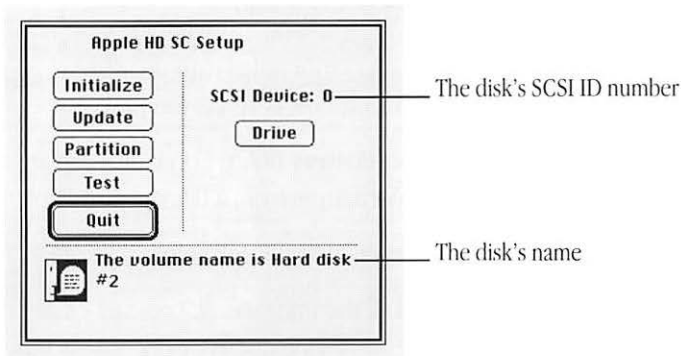 Apple HD SC Setup
Initialize
Update
Partition
Test
Quit
SCSI Device: 0
Drive
The disk's SCSI ID number
The volume name is Hard disk
#2
The disk's name